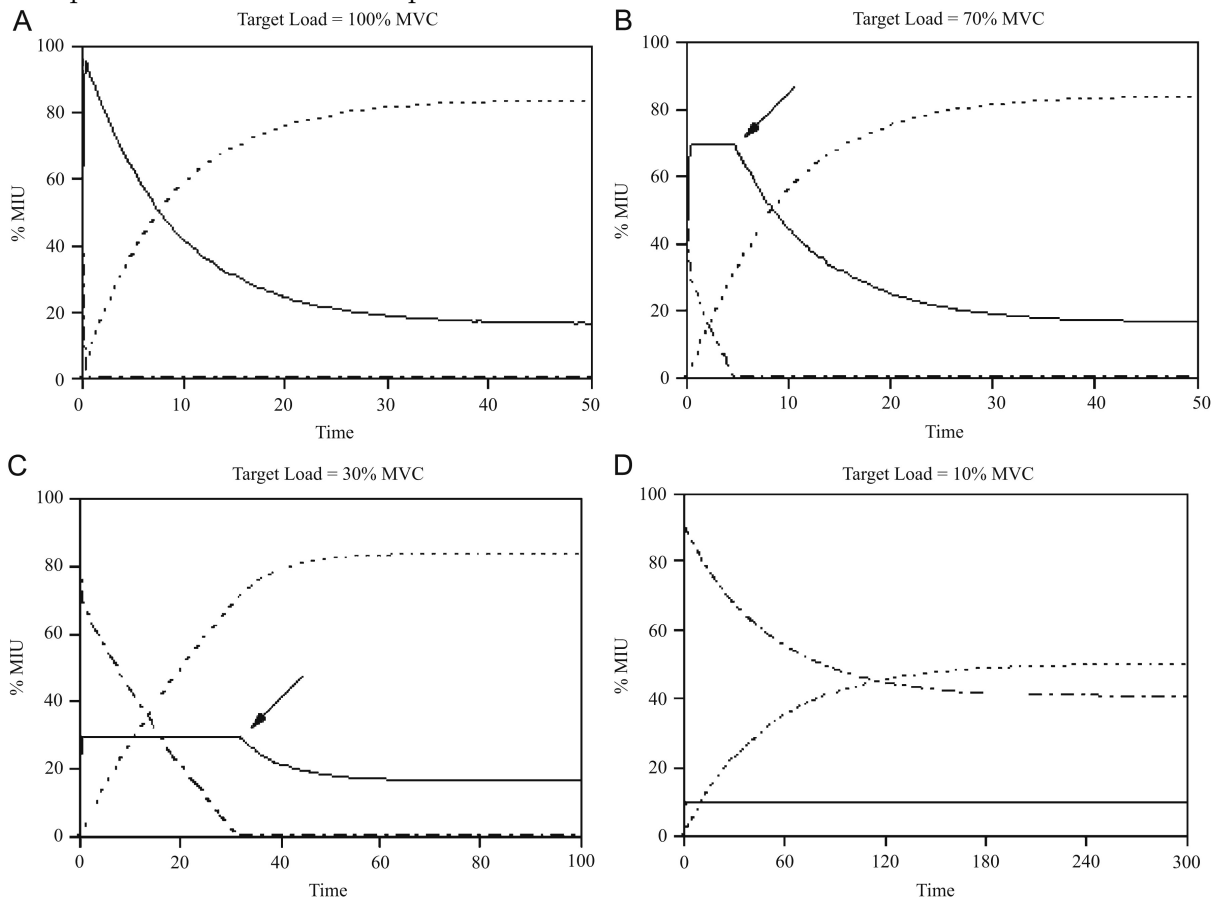 A
Target Load = 100% MVC
100
80
60
40
20
0
% MIU
0 10 20 30 40 50
Time
B
Target Load = 70% MVC
100
80
60
40
20
0
% MIU
0 10 20 30 40 50
Time
C
Target Load = 30% MVC
100
80
60
40
20
0
% MIU
0 20 40 60 80 100
Time
D
Target Load = 10% MVC
100
80
60
40
20
0
% MIU
0 60 120 180 240 300
Time